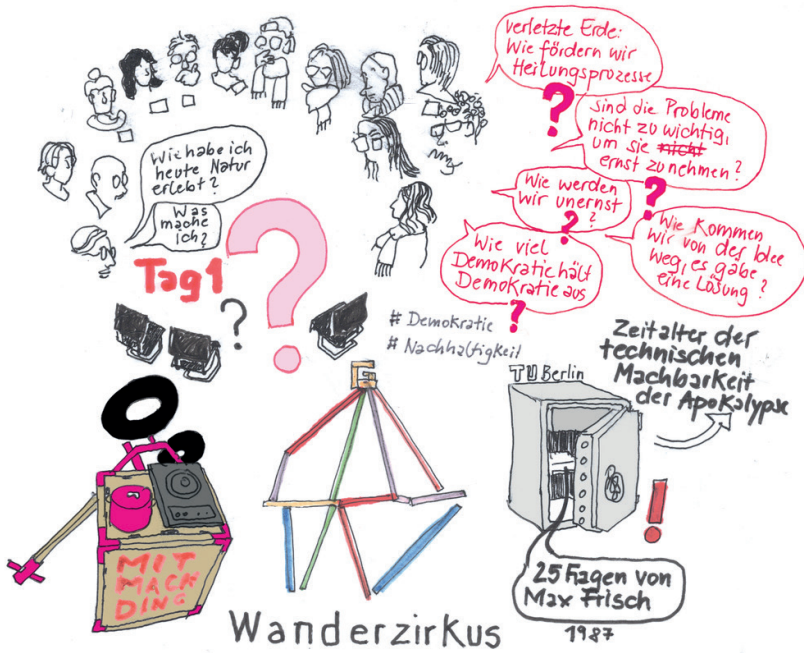 verletzte Erde:
Wie fördern wir
Heilungsprozesse
?
Sind die Probleme
nicht zu wichtig,
um sie nicht
ernst zu nehmen?
?
Wie werden
wir unernst
?
?
Wie Kommen
wir von der Idee
weg, es gäbe
eine Lösung?
Wie viel
Demokratie hält
Demokratie aus
?
Wie habe ich
heute Natur
erlebt?
Was
mache
ich?
Tag 1
?
?
# Demokratie
# Nachhaltigkeit
Zeitalter der
technischen
Machbarkeit
der Apokalypse
TU Berlin
G
!
MIT
MACH
DING
25 Fragen von
Max Frisch
1987
Wanderzirkus